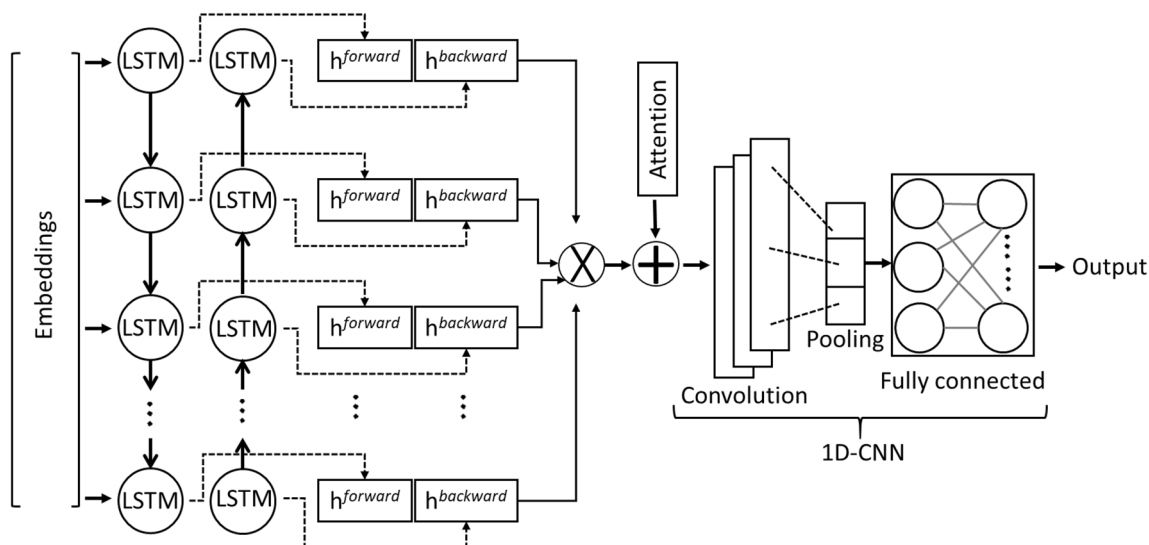 Embeddings
LSTM LSTM h^forward h^backward
LSTM LSTM h^forward h^backward
LSTM LSTM h^forward h^backward
LSTM LSTM h^forward h^backward
Attention
X
+
Convolution
Pooling
Fully connected
Output
1D-CNN